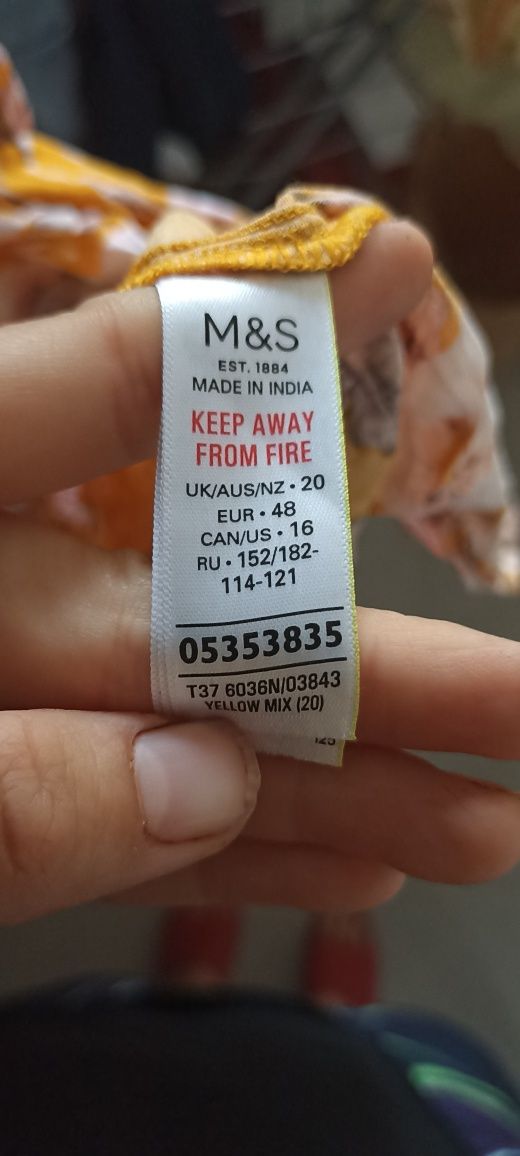 M&S
EST. 1884
MADE IN INDIA
KEEP AWAY
FROM FIRE
UK/AUS/NZ • 20
EUR • 48
CAN/US • 16
RU • 152/182-
114-121
05353835
T37 6036N/03843
YELLOW MIX (20)